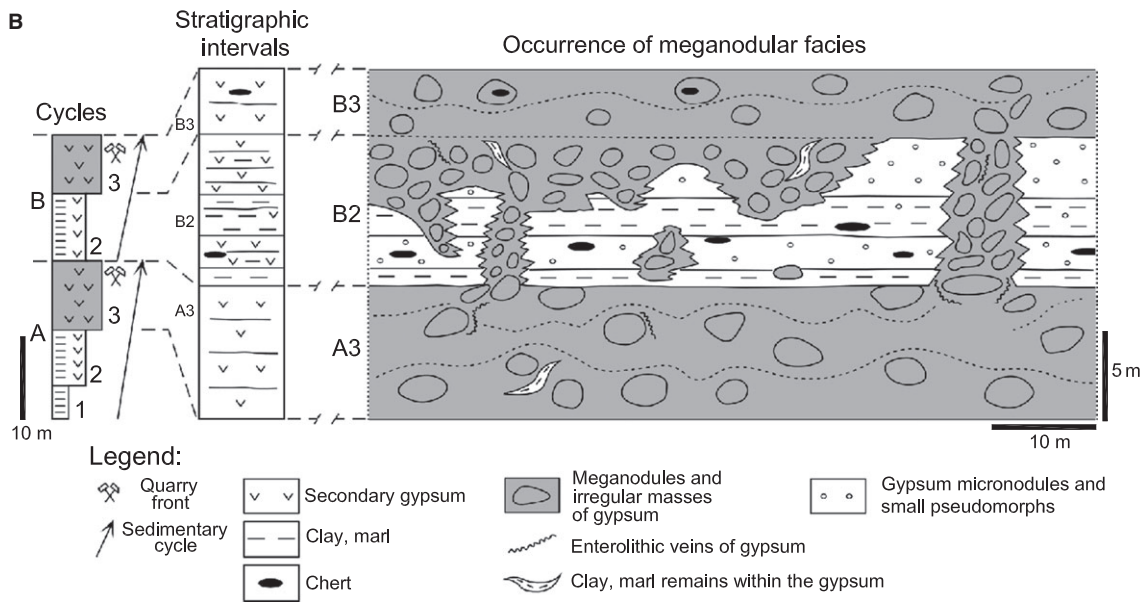 B
Stratigraphic
intervals
Occurrence of meganodular facies
Cycles
B3
B3
3
B
B2
B2
2
A3
3
A
A3
2
1
10 m
5 m
10 m
Legend:
Quarry
front
Sedimentary
cycle
Secondary gypsum
Clay, marl
Chert
Meganodules and
irregular masses
of gypsum
Enterolithic veins of gypsum
Clay, marl remains within the gypsum
Gypsum micronodules and
small pseudomorphs